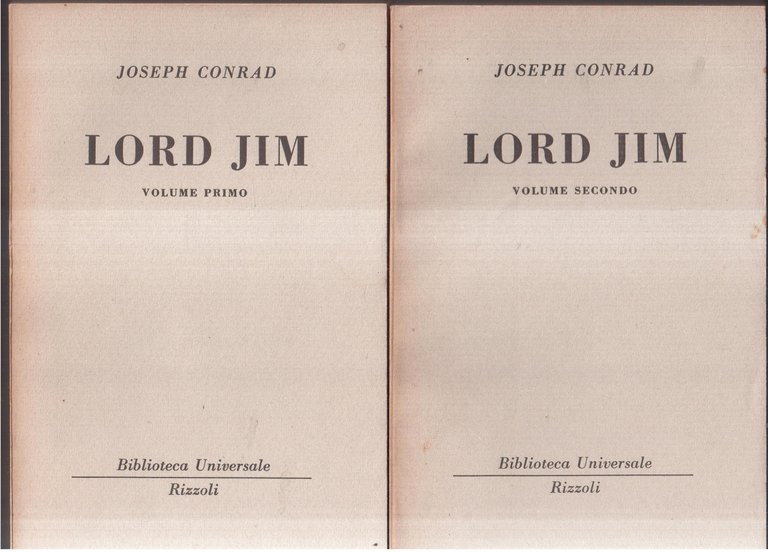 JOSEPH CONRAD
LORD JIM
VOLUME PRIMO
Biblioteca Universale
Rizzoli
JOSEPH CONRAD
LORD JIM
VOLUME SECONDO
Biblioteca Universale
Rizzoli